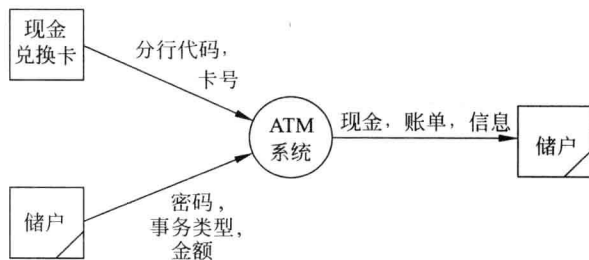 现金
兑换卡
分行代码,
卡号
ATM
系统
现金,账单,信息
储户
储户
密码,
事务类型,
金额